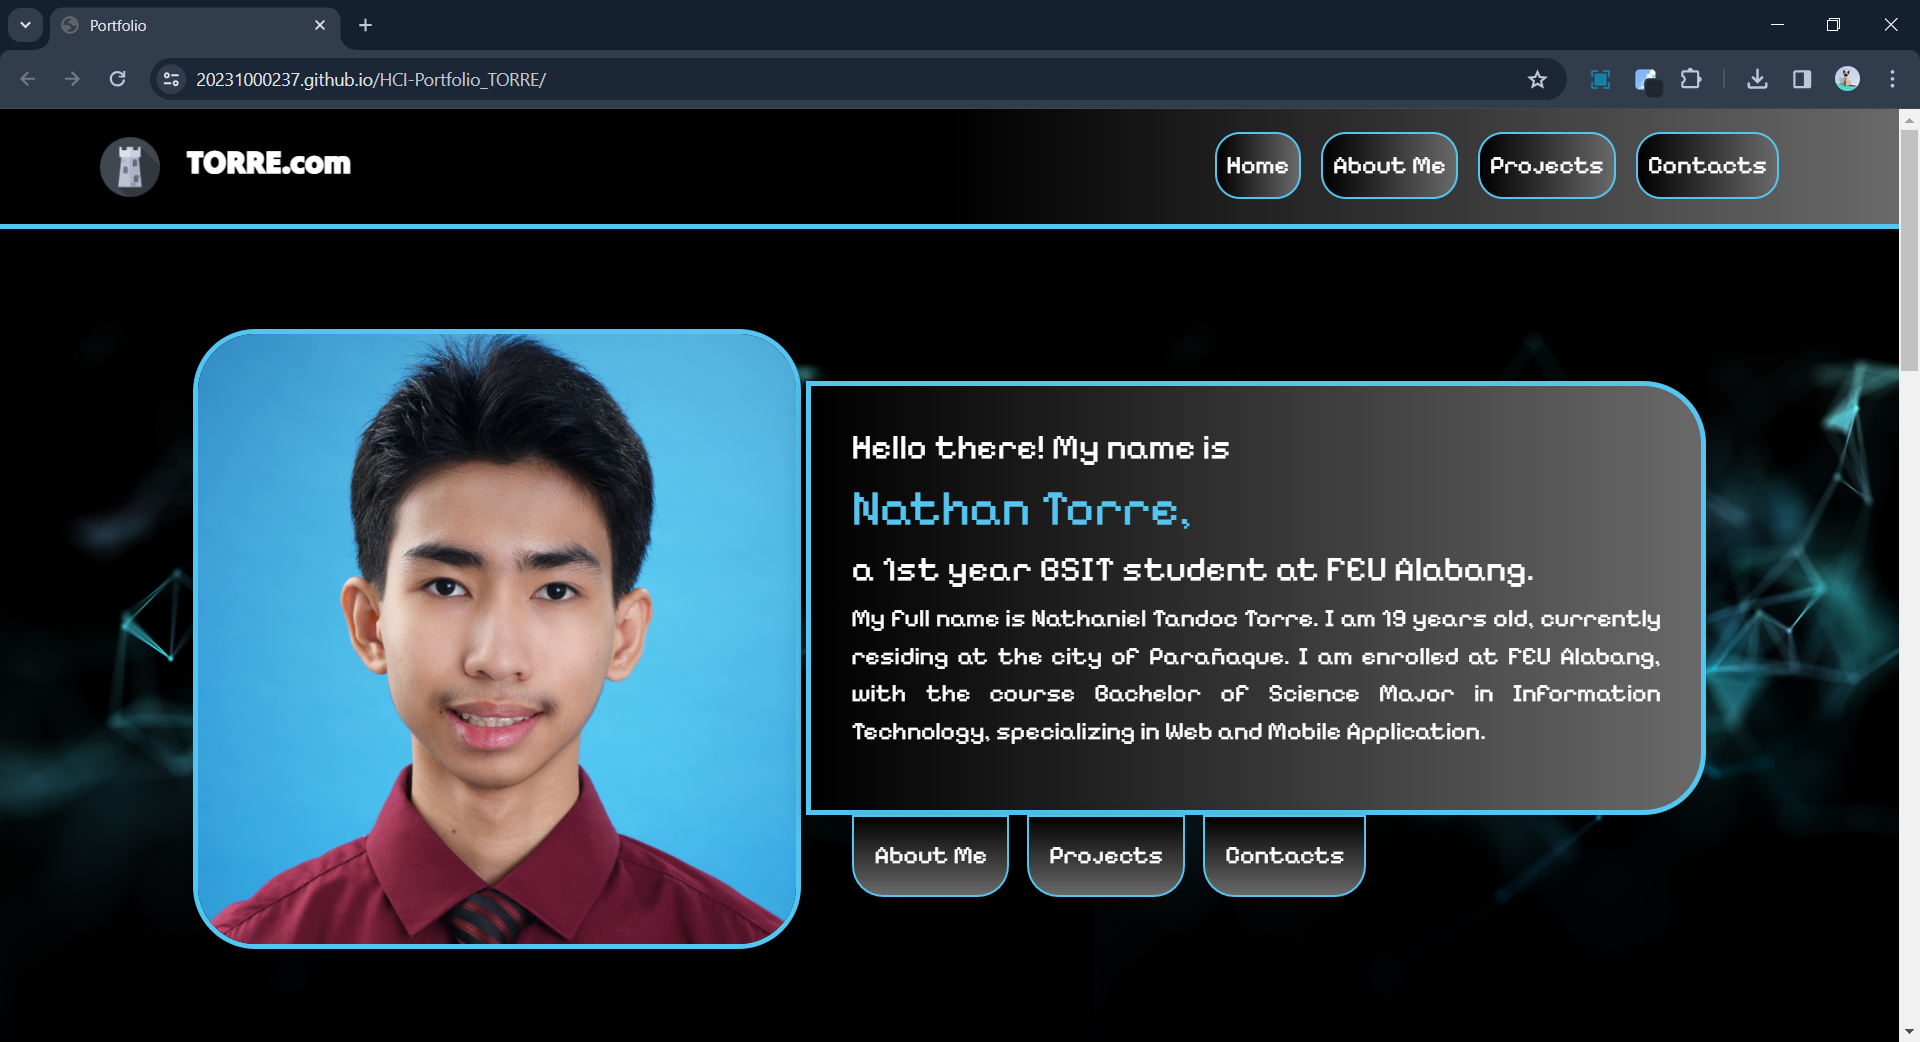 Portfolio
20231000237.github.io/HCI-Portfolio_TORRE/
TORRE.com
Home
About Me
Projects
Contacts
Hello there! My name is
Nathan Torre,
a 1st year BSIT student at FEU Alabang.
My full name is Nathaniel Tandoc Torre. I am 19 years old, currently
residing at the city of Parañaque. I am enrolled at FEU Alabang,
with the course Bachelor of Science Major in Information
Technology, specializing in Web and Mobile Application.
About Me
Projects
Contacts